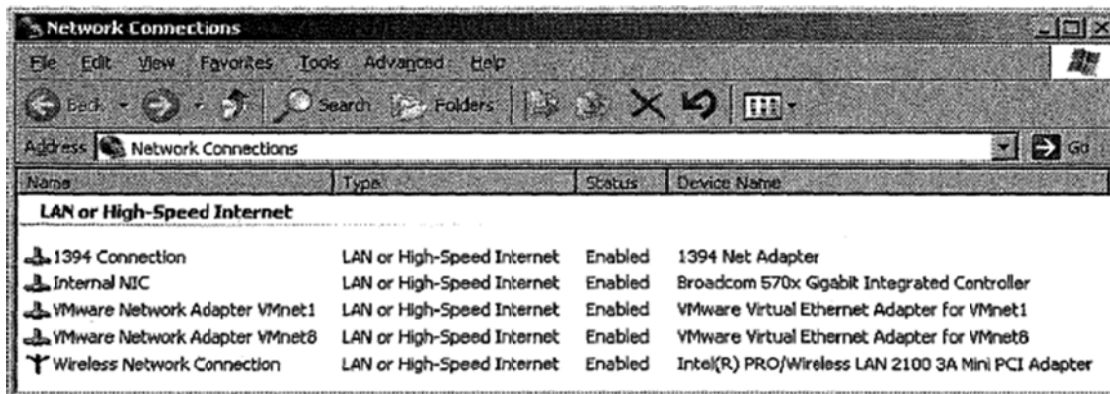 Network Connections
File Edit View Favorites Tools Advanced Help
Back Search Folders
Address Network Connections Go
Name Type Status Device Name
LAN or High-Speed Internet
1394 Connection LAN or High-Speed Internet Enabled 1394 Net Adapter
Internal NIC LAN or High-Speed Internet Enabled Broadcom 570x Gigabit Integrated Controller
VMware Network Adapter VMnet1 LAN or High-Speed Internet Enabled VMware Virtual Ethernet Adapter for VMnet1
VMware Network Adapter VMnet8 LAN or High-Speed Internet Enabled VMware Virtual Ethernet Adapter for VMnet8
Wireless Network Connection LAN or High-Speed Internet Enabled Intel(R) PRO/Wireless LAN 2100 3A Mini PCI Adapter